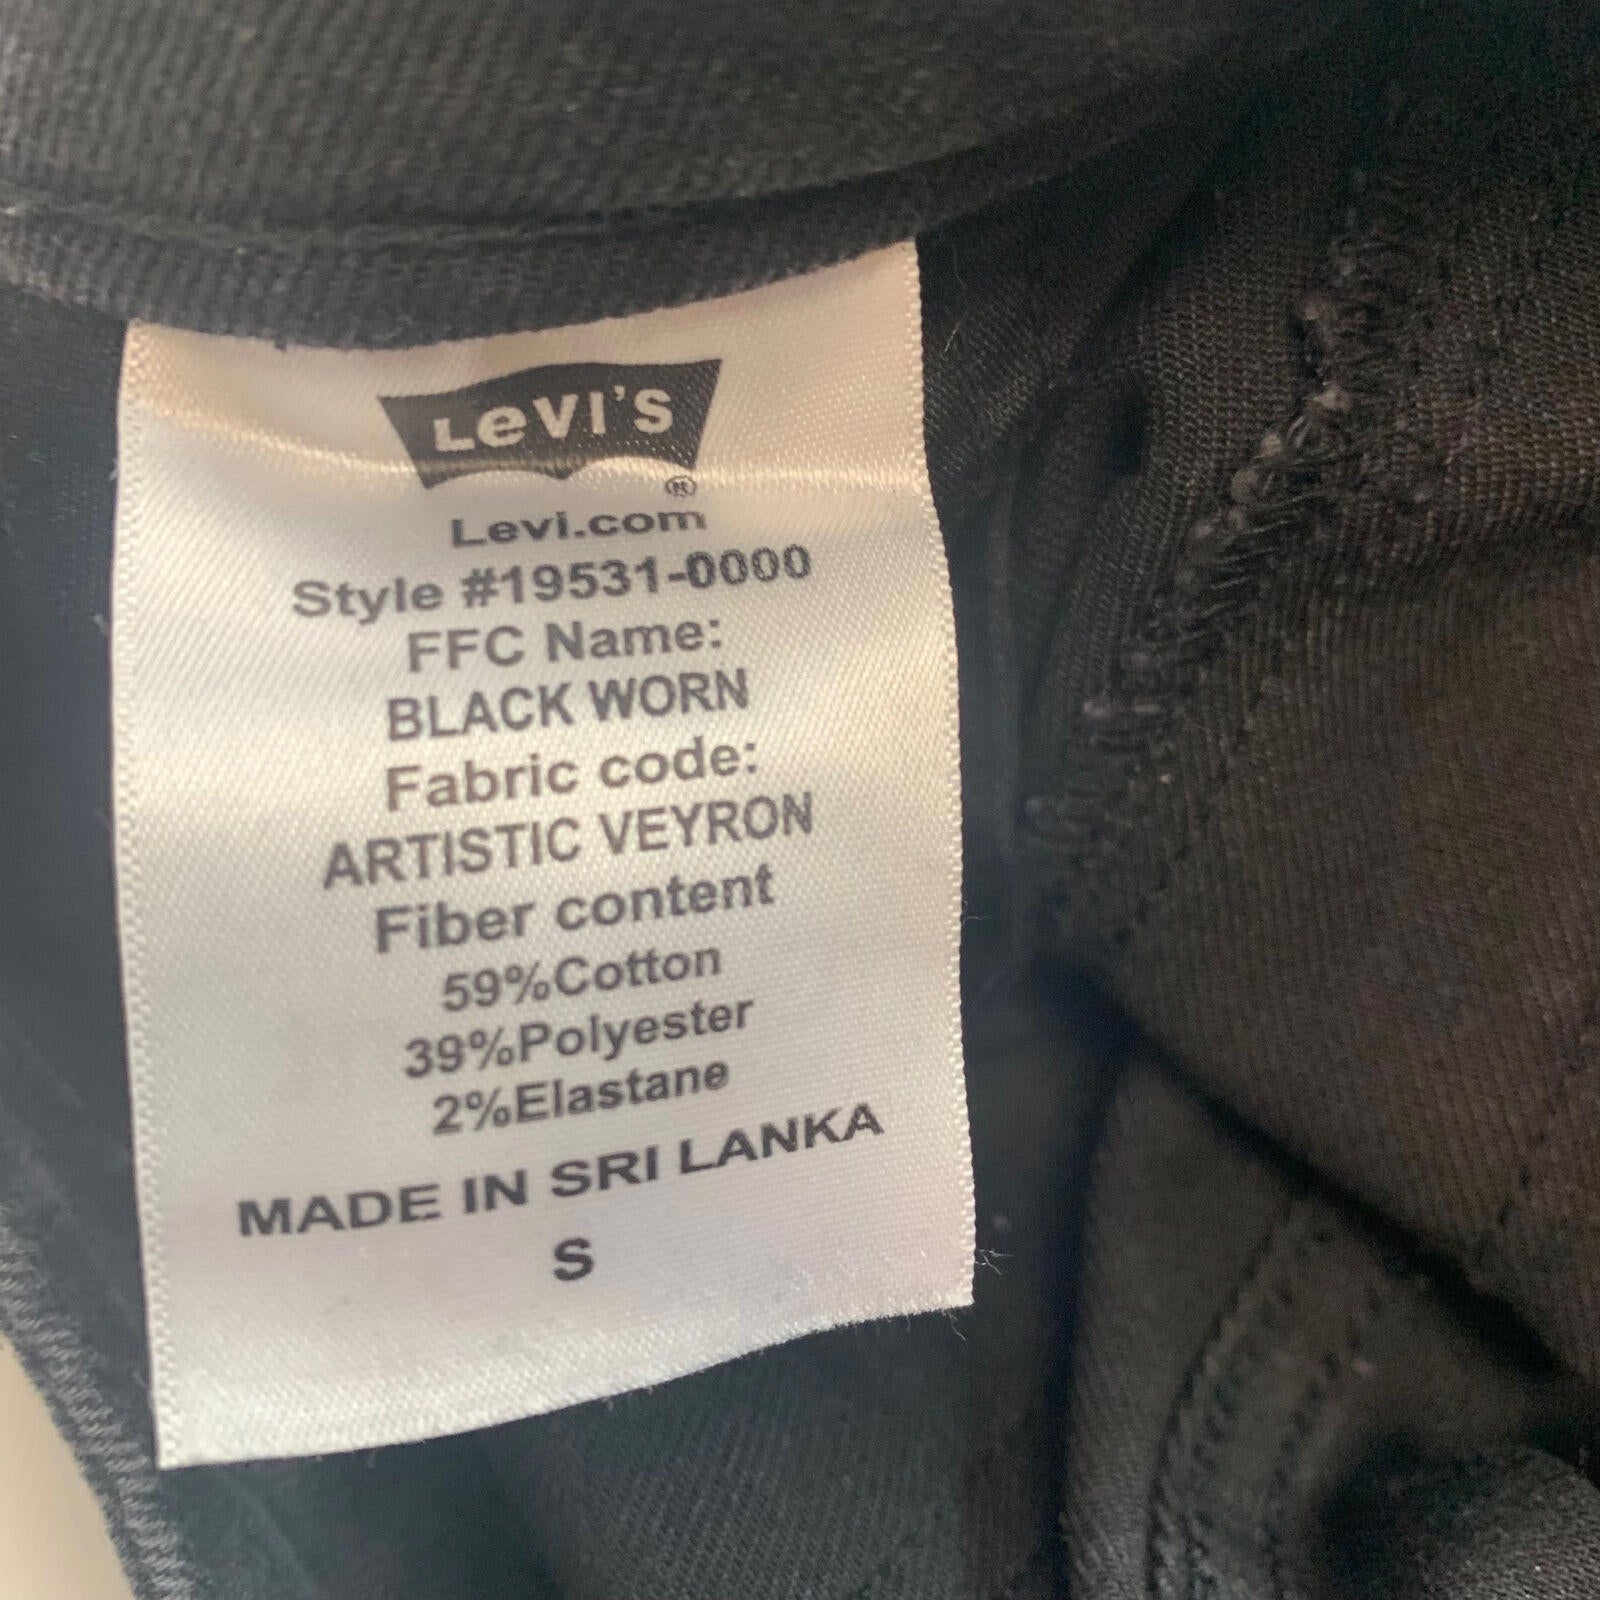 LEVI'S
®
Levi.com
Style #19531-0000
FFC Name:
BLACK WORN
Fabric code:
ARTISTIC VEYRON
Fiber content
59%Cotton
39%Polyester
2%Elastane
MADE IN SRI LANKA
S